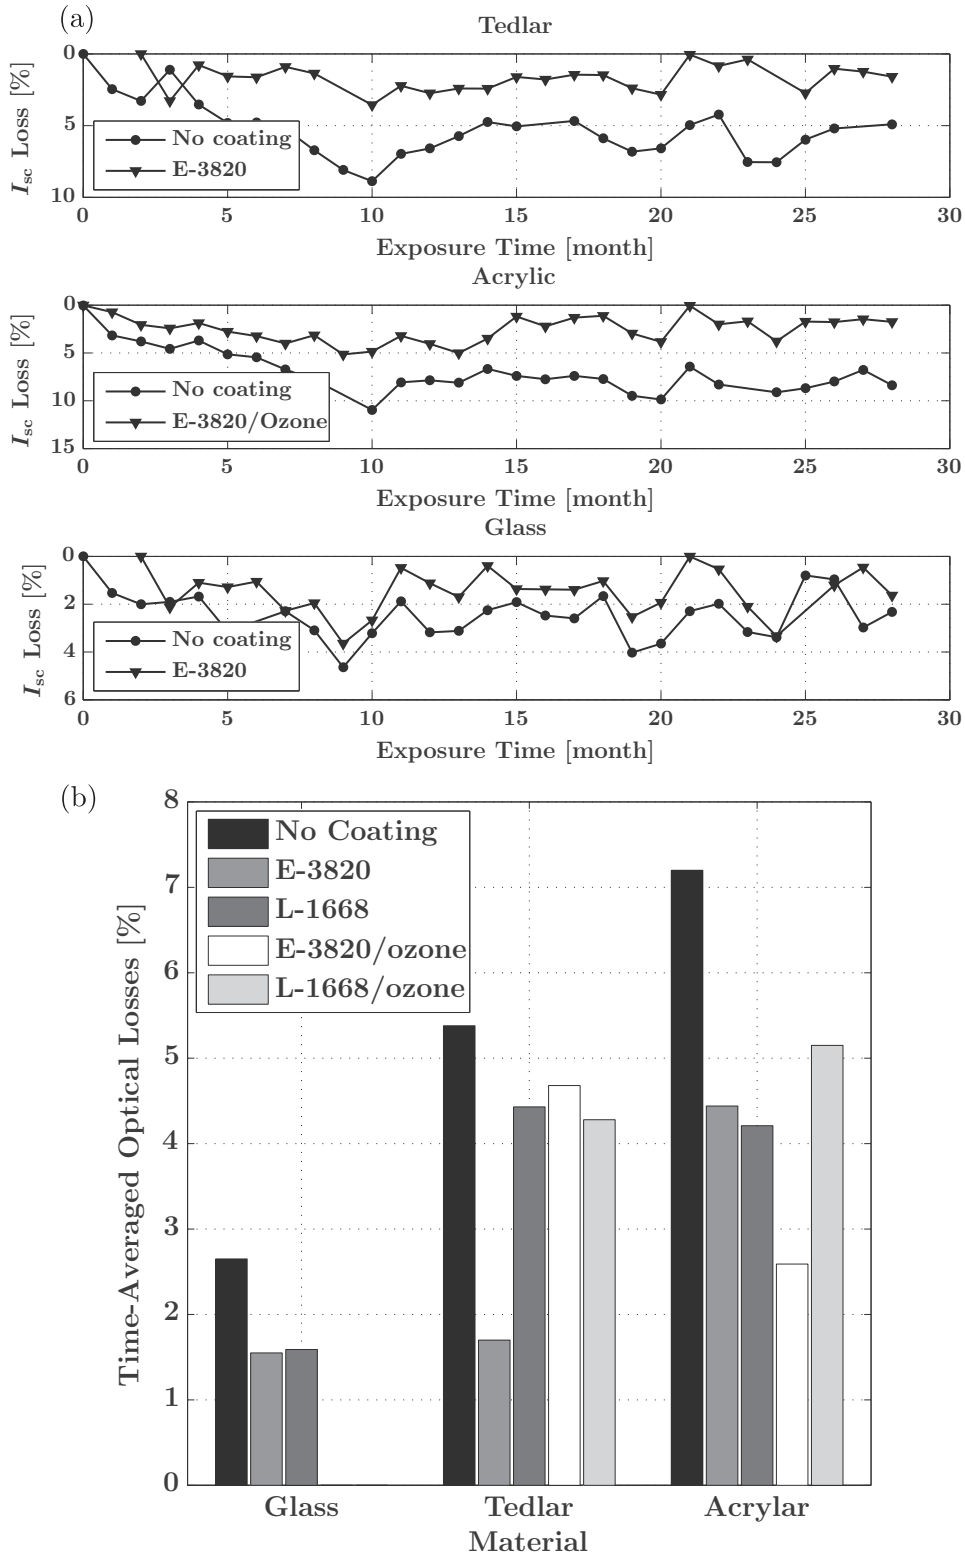 (a)
Tedlar
0
5
10
I_sc Loss [%]
No coating
E-3820
0 5 10 15 20 25 30
Exposure Time [month]
Acrylic
0
5
10
15
I_sc Loss [%]
No coating
E-3820/Ozone
0 5 10 15 20 25 30
Exposure Time [month]
Glass
0
2
4
6
I_sc Loss [%]
No coating
E-3820
0 5 10 15 20 25 30
Exposure Time [month]
(b)
8
7
6
5
4
3
2
1
0
Time-Averaged Optical Losses [%]
No Coating
E-3820
L-1668
E-3820/ozone
L-1668/ozone
Glass Tedlar Acrylar
Material